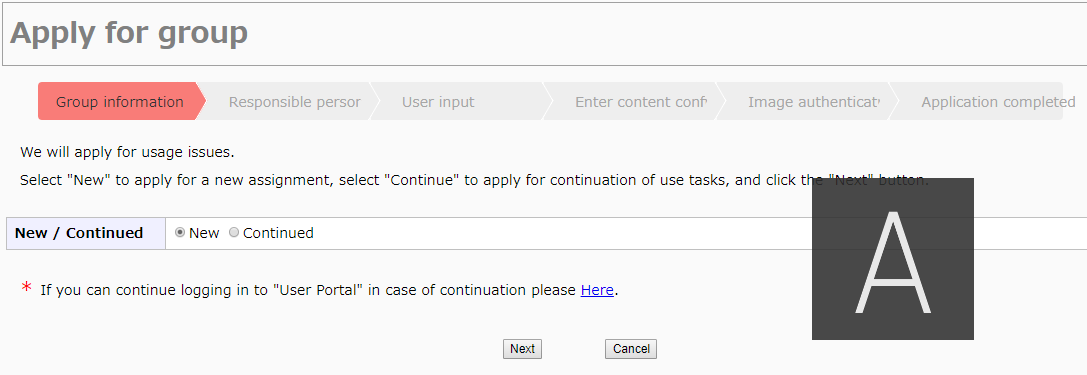 Apply for group
Group information
Responsible persor
User input
Enter content conf
Image authenticat
Application completed
We will apply for usage issues.
Select "New" to apply for a new assignment, select "Continue" to apply for continuation of use tasks, and click the "Next" button.
New / Continued New Continued
A
* If you can continue logging in to "User Portal" in case of continuation please Here.
Next Cancel